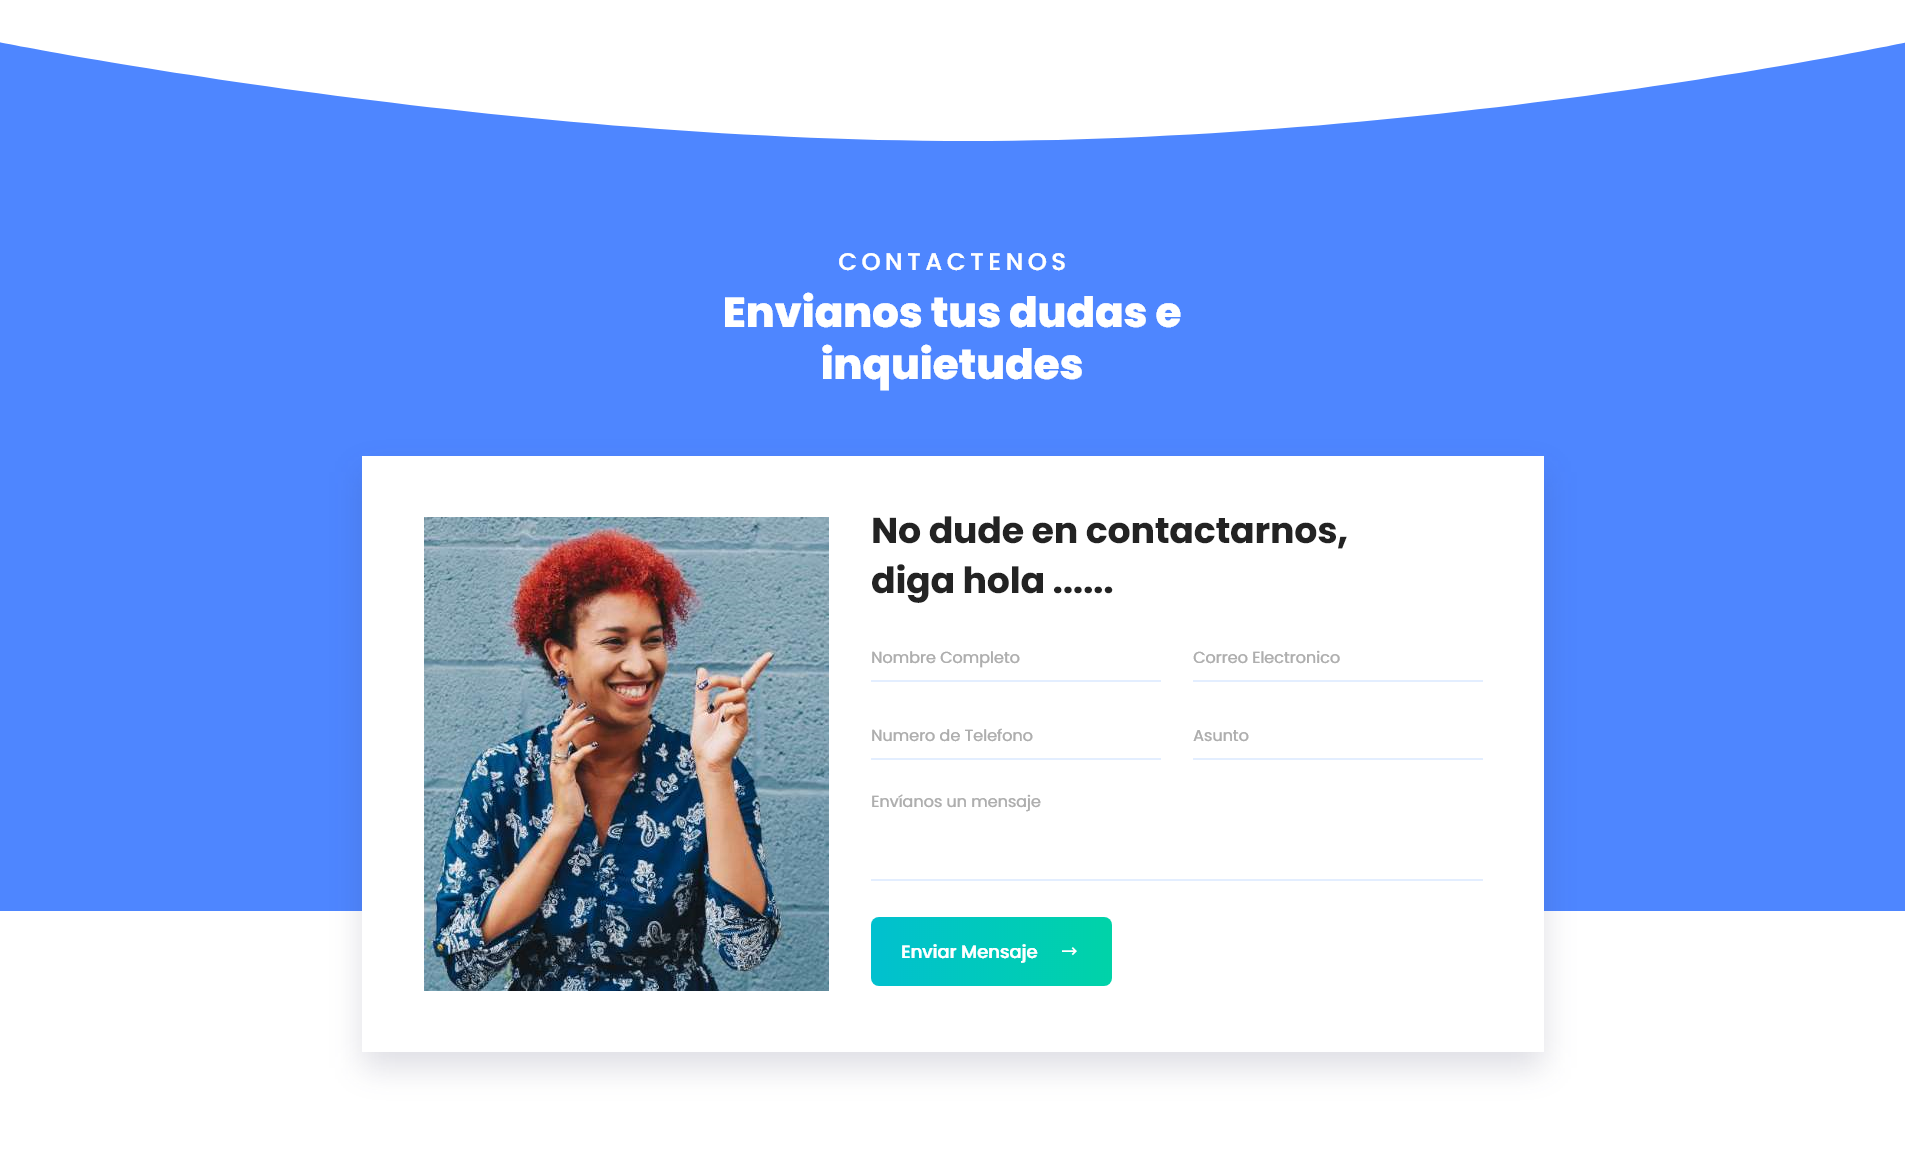 CONTACTENOS
Envianos tus dudas e
inquietudes
No dude en contactarnos,
diga hola ......
Nombre Completo
Correo Electronico
Numero de Telefono
Asunto
Envíanos un mensaje
Enviar Mensaje →